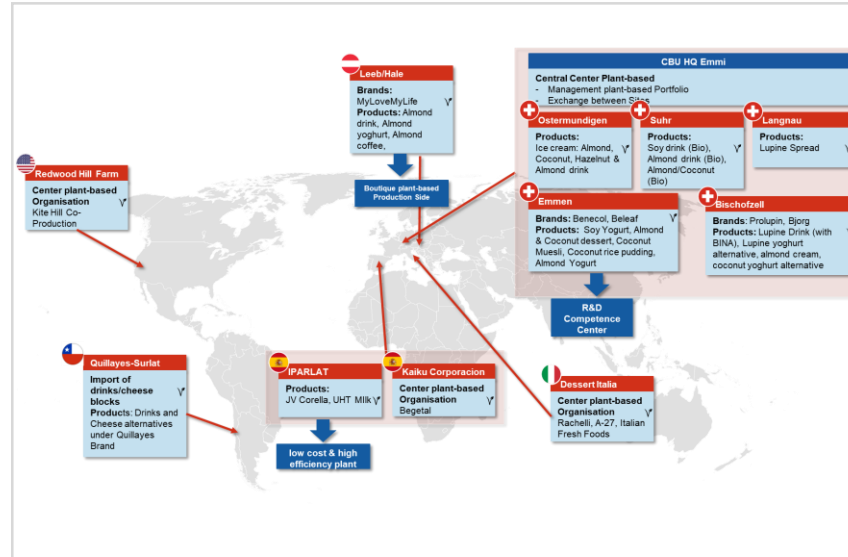 CBU HQ Emmi
Central Center Plant-based
- Management plant-based Portfolio
- Exchange between Sites
Leeb/Hale
Brands:
MyLoveMyLife
Products: Almond
drink, Almond
yoghurt, Almond
coffee,
Boutique plant-based
Production Side
Ostermundigen
Products:
Ice cream: Almond,
Coconut, Hazelnut &
Almond drink
Suhr
Products:
Soy drink (Bio),
Almond drink (Bio),
Almond/Coconut
(Bio)
Langnau
Products:
Lupine Spread
Redwood Hill Farm
Center plant-based
Organisation
Kite Hill Co-
Production
Emmen
Brands: Benecol, Beleaf
Products: Soy Yogurt, Almond
& Coconut dessert, Coconut
Muesli, Coconut rice pudding,
Almond Yogurt
R&D
Competence
Center
Bischofzell
Brands: Prolupin, Bjorg
Products: Lupine Drink (with
BINA), Lupine yoghurt
alternative, almond cream,
coconut yoghurt alternative
Quillayes-Surlat
Import of
drinks/cheese
blocks
Products: Drinks and
Cheese alternatives
under Quillayes
Brand
IPARLAT
Products:
JV Corella, UHT MIlk
low cost & high
efficiency plant
Kaiku Corporacion
Center plant-based
Organisation
Begetal
Dessert Italia
Center plant-based
Organisation
Rachelli, A-27, Italian
Fresh Foods